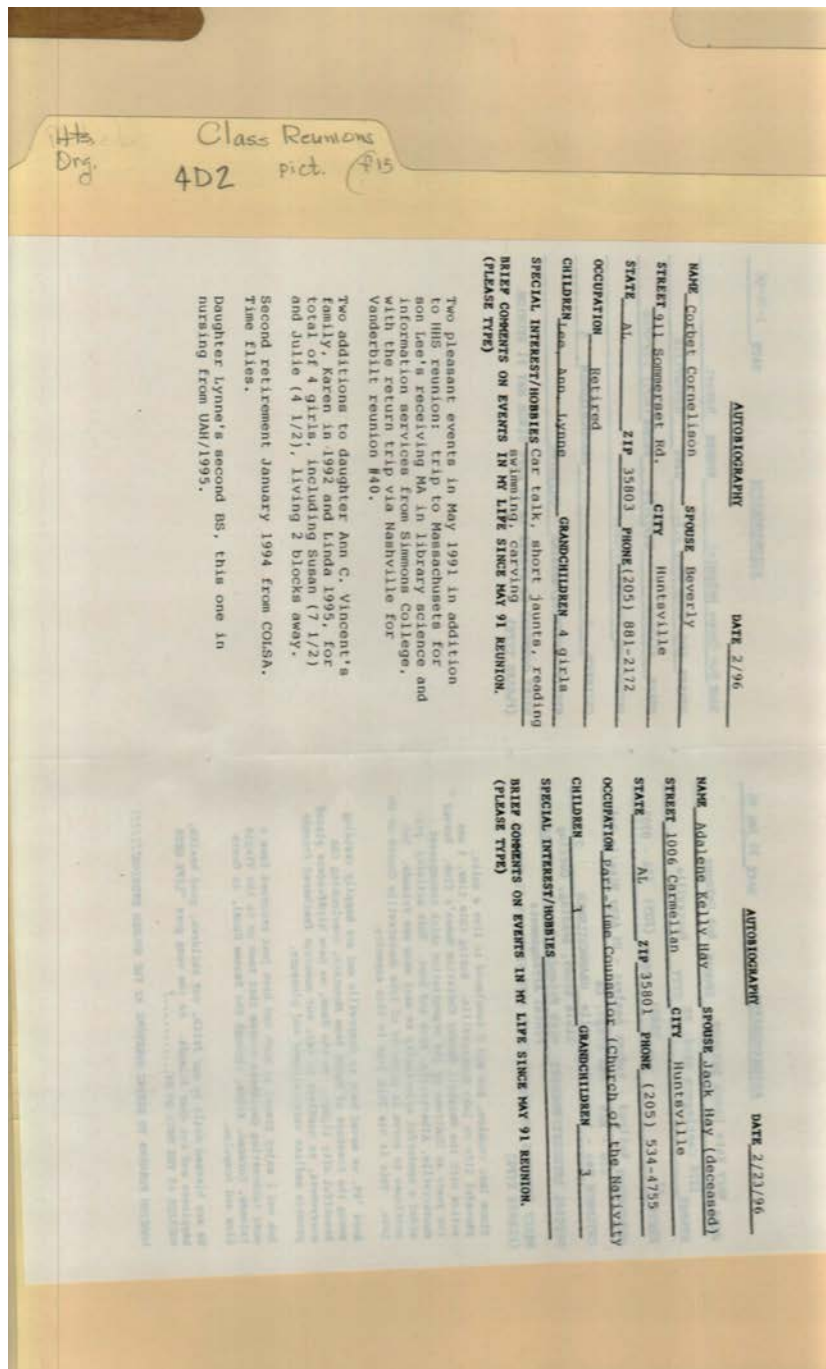 Hts Class Reunions
Org. 4D2 pict.
AUTOBIOGRAPHY DATE 2/96
NAME Corbet Cornelison SPOUSE Beverly
STREET 911 Sommerset Rd. CITY Huntsville
STATE AL ZIP 35803 PHONE (205) 881-2172
OCCUPATION Retired
CHILDREN Lee, Ann, Lynne GRANDCHILDREN 4 girls
SPECIAL INTEREST/HOBBIES Car talk, short jaunts, reading
swimming, carving
BRIEF COMMENTS ON EVENTS IN MY LIFE SINCE MAY 91 REUNION.
(PLEASE TYPE)
Two pleasant events in May 1991 in addition
to HHS reunion: trip to Massachusets for
son Lee's receiving MA in library science and
information services from Simmons College,
with the return trip via Nashville for
Vanderbilt reunion #40.
Two additions to daughter Ann C. Vincent's
family, Karen in 1992 and Linda 1995, for
total of 4 girls, including Susan (7 1/2)
and Julie (4 1/2), living 2 blocks away.
Second retirement January 1994 from COLSA.
Time flies.
Daughter Lynne's second BS, this one in
nursing from UAH/1995.
AUTOBIOGRAPHY DATE 2/23/96
NAME Adalene Kelly Hay SPOUSE Jack Hay (deceased)
STREET 1006 Carmelian CITY Huntsville
STATE AL ZIP 35801 PHONE (205) 534-4755
OCCUPATION Part-time Counselor (Church of the Nativity
CHILDREN 3 GRANDCHILDREN 3
SPECIAL INTEREST/HOBBIES
BRIEF COMMENTS ON EVENTS IN MY LIFE SINCE MAY 91 REUNION.
(PLEASE TYPE)